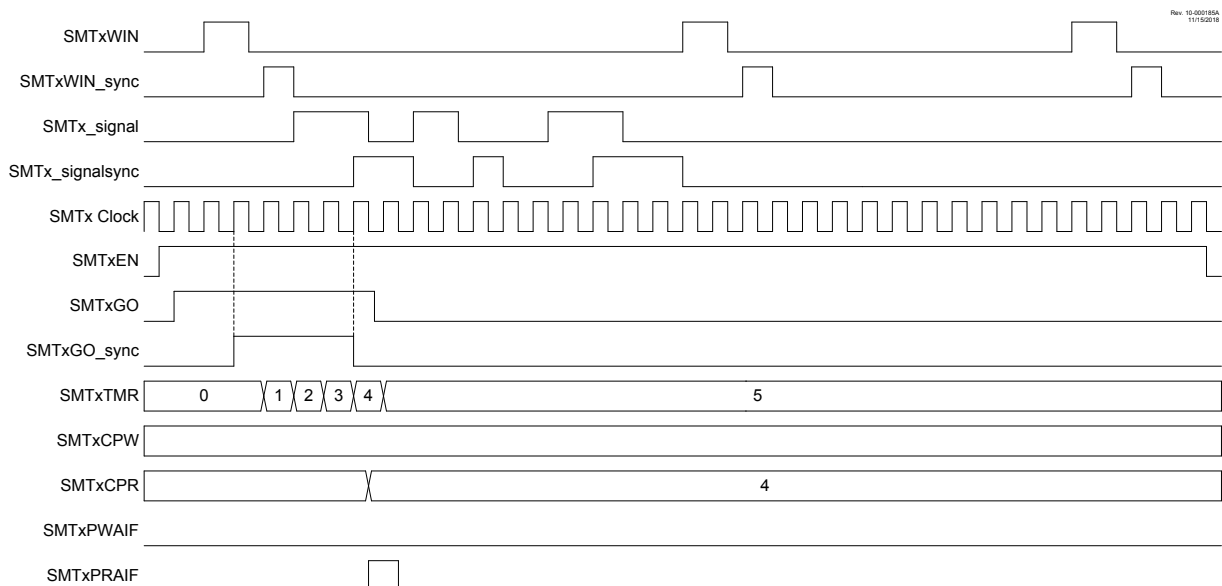 Rev. 10-000185A
11/15/2018
SMTxWIN
SMTxWIN_sync
SMTx_signal
SMTx_signalsync
SMTx Clock
SMTxEN
SMTxGO
SMTxGO_sync
SMTxTMR 0 1 2 3 4 5
SMTxCPW
SMTxCPR 4
SMTxPWAIF
SMTxPRAIF